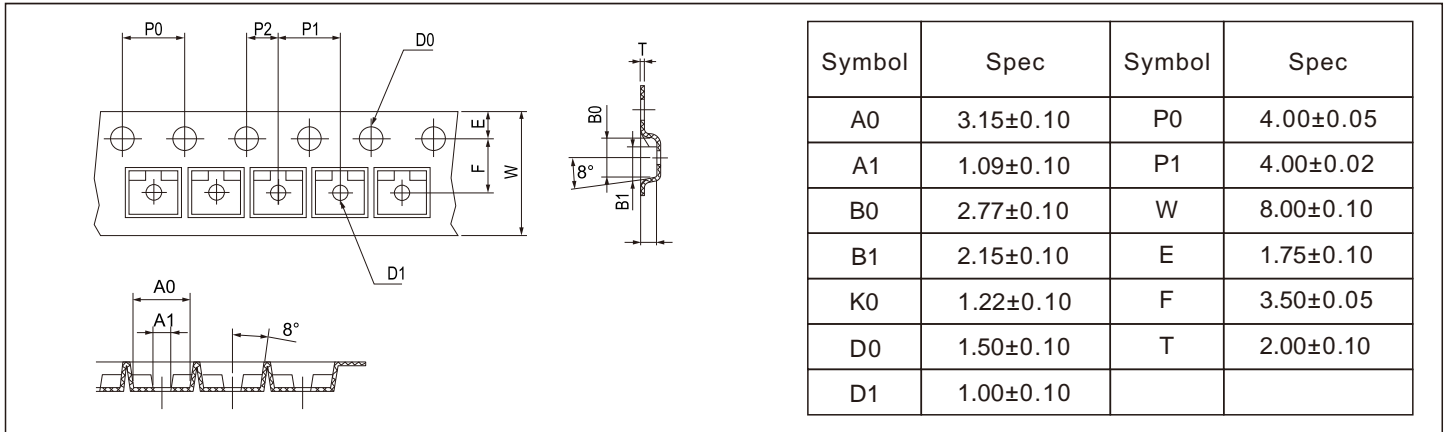 P0 P2 P1 D0
E
F
W
D1
A0
A1
8°
T
B0
8°
B1
Symbol Spec Symbol Spec
A0 3.15±0.10 P0 4.00±0.05
A1 1.09±0.10 P1 4.00±0.02
B0 2.77±0.10 W 8.00±0.10
B1 2.15±0.10 E 1.75±0.10
K0 1.22±0.10 F 3.50±0.05
D0 1.50±0.10 T 2.00±0.10
D1 1.00±0.10